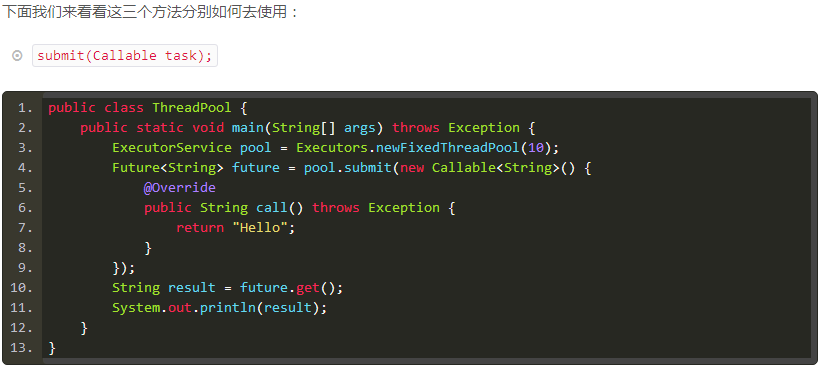 下面我们来看看这三个方法分别如何去使用：
submit(Callable task);
1. public class ThreadPool {
2.     public static void main(String[] args) throws Exception {
3.         ExecutorService pool = Executors.newFixedThreadPool(10);
4.         Future<String> future = pool.submit(new Callable<String>() {
5.             @Override
6.             public String call() throws Exception {
7.                 return "Hello";
8.             }
9.         });
10.         String result = future.get();
11.         System.out.println(result);
12.     }
13. }